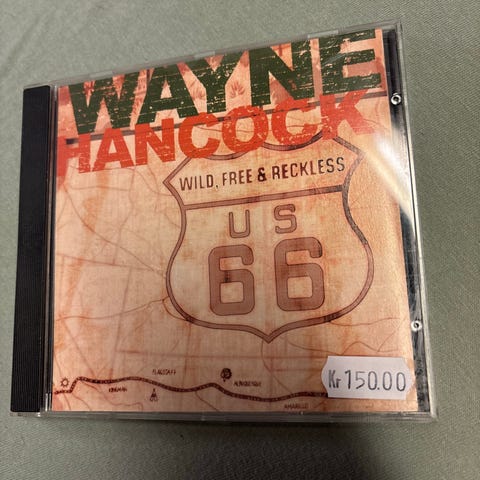 WAYNE
HANCOCK
WILD, FREE & RECKLESS
US
66
FLAGSTAFF
ALBUQUERQUE
KINGMAN
AMARILLO
Kr 150.00